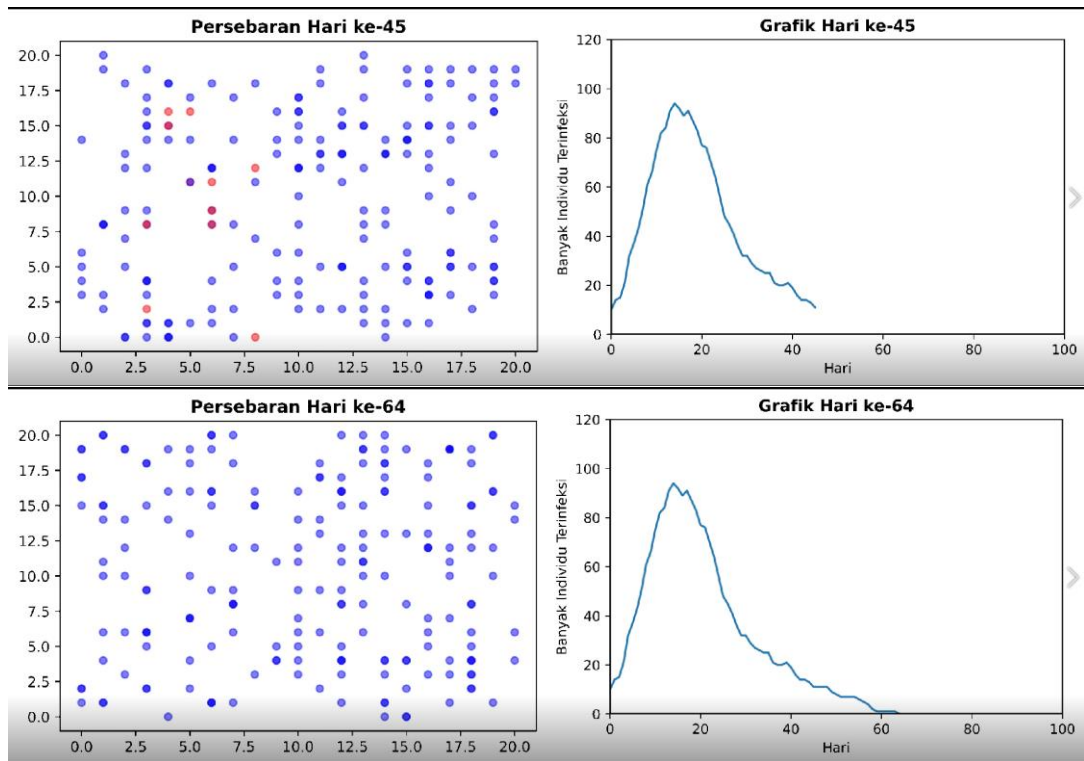 Persebaran Hari ke-45
20.0
17.5
15.0
12.5
10.0
7.5
5.0
2.5
0.0
0.0 2.5 5.0 7.5 10.0 12.5 15.0 17.5 20.0
Grafik Hari ke-45
Banyak Individu Terinfeksi
120
100
80
60
40
20
0
0 20 40 60 80 100
Hari
Persebaran Hari ke-64
20.0
17.5
15.0
12.5
10.0
7.5
5.0
2.5
0.0
0.0 2.5 5.0 7.5 10.0 12.5 15.0 17.5 20.0
Grafik Hari ke-64
Banyak Individu Terinfeksi
120
100
80
60
40
20
0
0 20 40 60 80 100
Hari